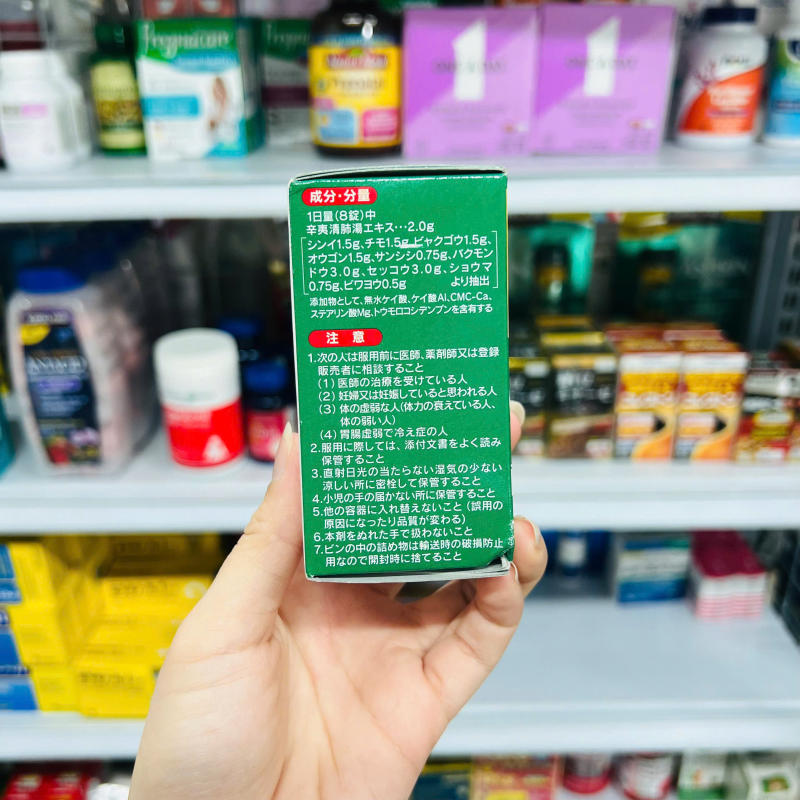 成分・分量
1日量(8錠)中
辛夷清肺湯エキス…2.0g
シンイ1.5g、チモ1.5g、ビャクゴウ1.5g、
オウゴン1.5g、サンシシ0.75g、バクモン
ドウ3.0g、セッコウ3.0g、ショウマ
0.75g、ビワヨウ0.5g より抽出
添加物として、無水ケイ酸、ケイ酸Al、CMC-Ca、
ステアリン酸Mg、トウモロコシデンプンを含有する
注意
1.次の人は服用前に医師、薬剤師又は登録
販売者に相談すること
(1) 医師の治療を受けている人
(2) 妊婦又は妊娠していると思われる人
(3) 体の虚弱な人(体力の衰えている人、
体の弱い人)
(4) 胃腸虚弱で冷え症の人
2.服用に際しては、添付文書をよく読み
保管すること
3.直射日光の当たらない湿気の少ない
涼しい所に密栓して保管すること
4.小児の手の届かない所に保管すること
5.他の容器に入れ替えないこと(誤用の
原因になったり品質が変わる)
6.本剤をぬれた手で扱わないこと
7.ビンの中の詰め物は輸送時の破損防止
用なので開封時に捨てること
Pregnacare
1
1
ANTACID